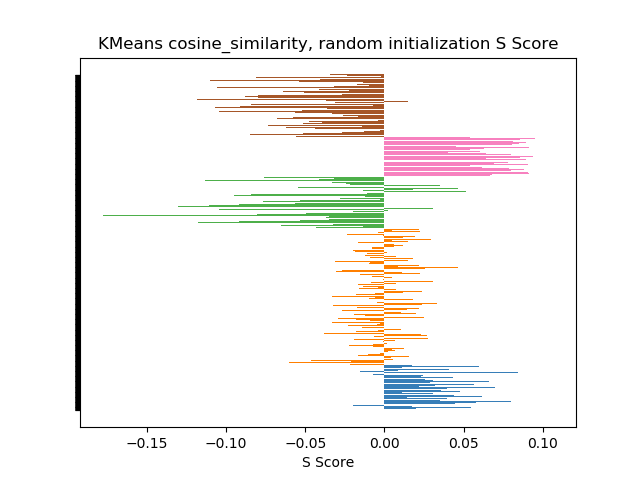 KMeans cosine_similarity, random initialization S Score
−0.15 −0.10 −0.05 0.00 0.05 0.10
S Score